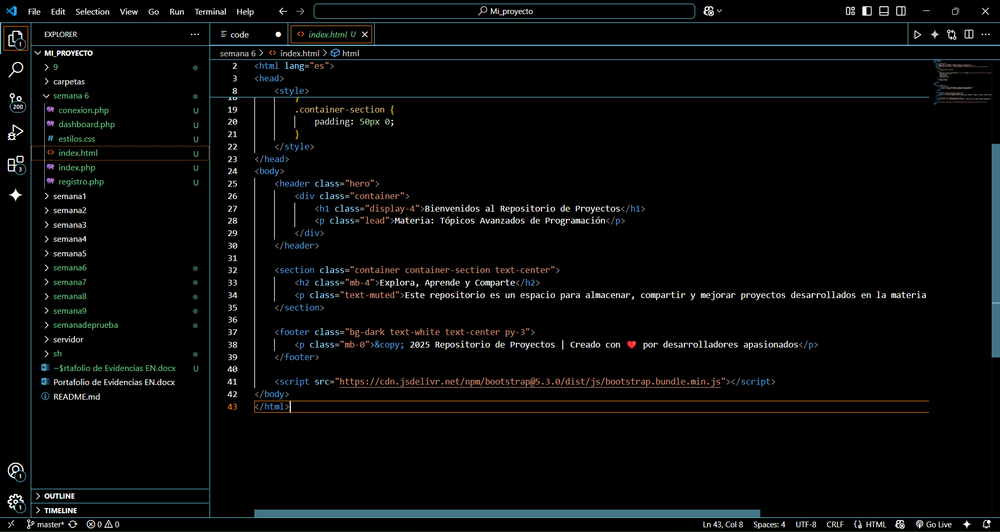 File Edit Selection View Go Run Terminal Help
Mi_proyecto
EXPLORER
MI_PROYECTO
9
carpetas
semana 6
conexion.php U
dashboard.php U
estilos.css U
index.html U
index.php U
registro.php U
semana1
semana2
semana3
semana4
semana5
semana6
semana7
semana8
semana9
semanadeprueba
servidor
sh
~$rtafolio de Evidencias EN.docx U
Portafolio de Evidencias EN.docx
README.md
OUTLINE
TIMELINE
1
200
3
1
1
code
index.html U
semana 6 > index.html > html
2 <html lang="es">
3 <head>
8 <style>
18 }
19 .container-section {
20 padding: 50px 0;
21 }
22 </style>
23 </head>
24 <body>
25 <header class="hero">
26 <div class="container">
27 <h1 class="display-4">Bienvenidos al Repositorio de Proyectos</h1>
28 <p class="lead">Materia: Tópicos Avanzados de Programación</p>
29 </div>
30 </header>
31
32 <section class="container container-section text-center">
33 <h2 class="mb-4">Explora, Aprende y Comparte</h2>
34 <p class="text-muted">Este repositorio es un espacio para almacenar, compartir y mejorar proyectos desarrollados en la materia
35 </section>
36
37 <footer class="bg-dark text-white text-center py-3">
38 <p class="mb-0">&copy; 2025 Repositorio de Proyectos | Creado con ❤️ por desarrolladores apasionados</p>
39 </footer>
40
41 <script src="https://cdn.jsdelivr.net/npm/bootstrap@5.3.0/dist/js/bootstrap.bundle.min.js"></script>
42 </body>
43 </html>
master* 0 0
Ln 43, Col 8 Spaces: 4 UTF-8 CRLF HTML Go Live